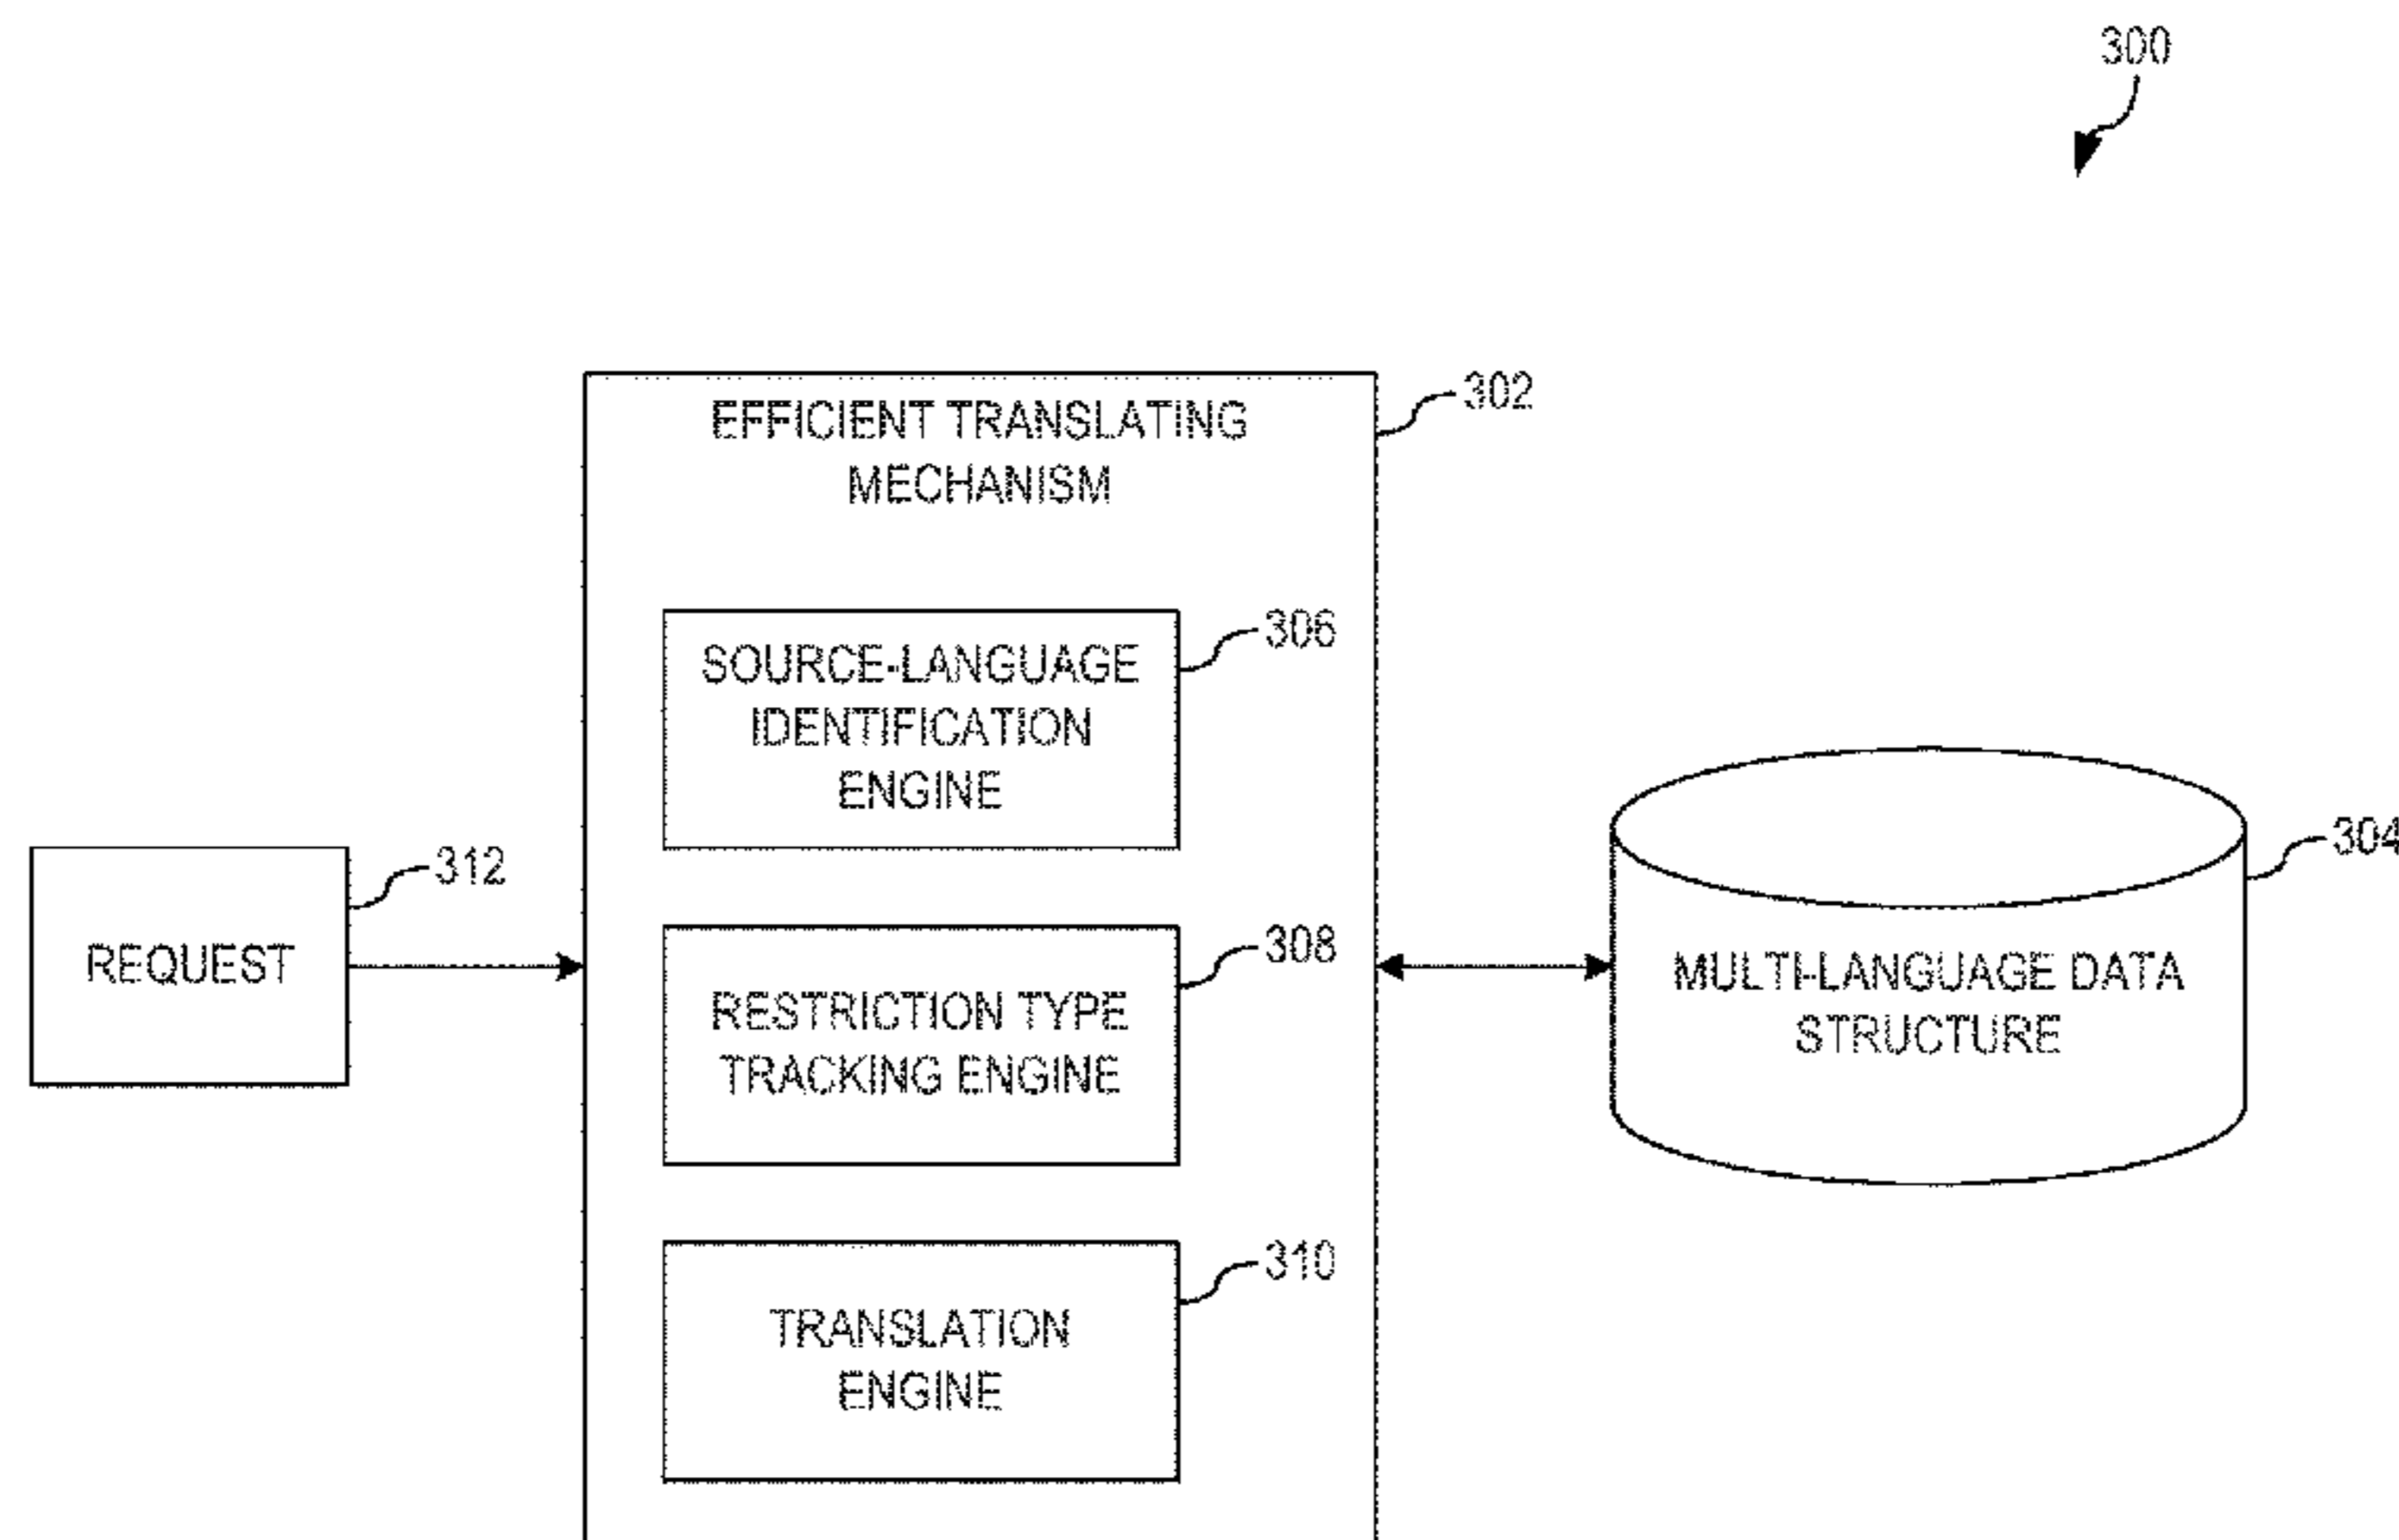 300
302
EFFICIENT TRANSLATING
MECHANISM
306
SOURCE-LANGUAGE
IDENTIFICATION
ENGINE
312
REQUEST
308
RESTRICTION TYPE
TRACKING ENGINE
304
MULTI-LANGUAGE DATA
STRUCTURE
310
TRANSLATION
ENGINE